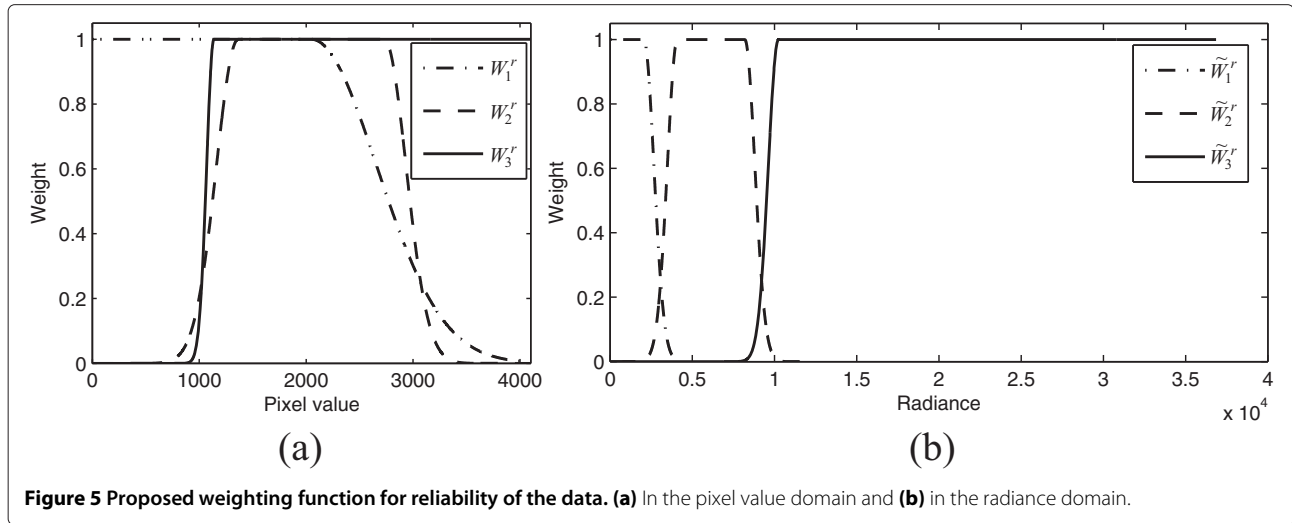 1
0.8
0.6
0.4
0.2
0
Weight
0 1000 2000 3000 4000
Pixel value
W₁ʳ
W₂ʳ
W₃ʳ
(a)
1
0.8
0.6
0.4
0.2
0
Weight
0 0.5 1 1.5 2 2.5 3 3.5 4
x 10⁴
Radiance
W̃₁ʳ
W̃₂ʳ
W̃₃ʳ
(b)
Figure 5 Proposed weighting function for reliability of the data. (a) In the pixel value domain and (b) in the radiance domain.